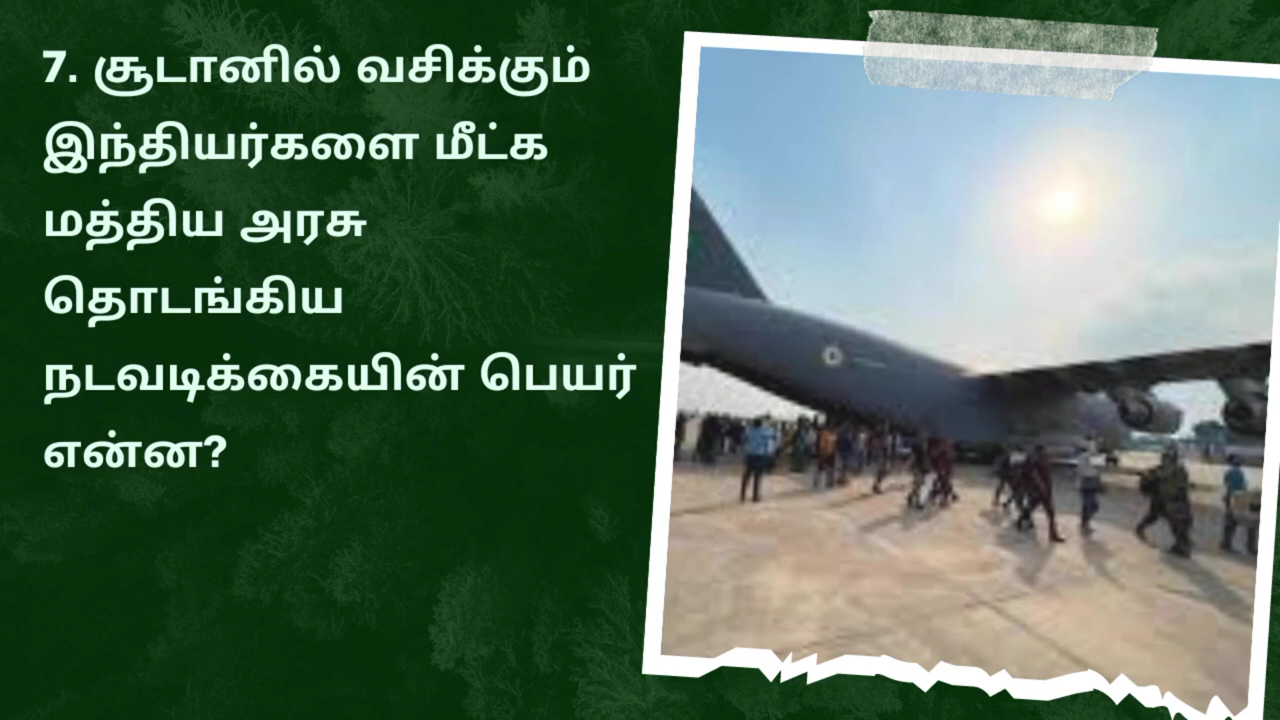 7. சூடானில் வசிக்கும்
இந்தியர்களை மீட்க
மத்திய அரசு
தொடங்கிய
நடவடிக்கையின் பெயர்
என்ன?